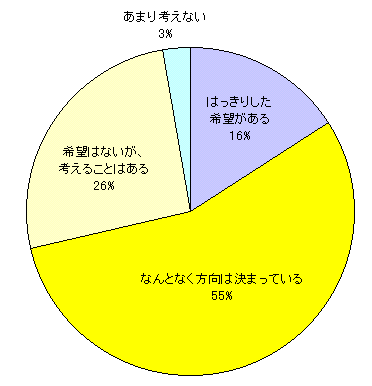 あまり考えない
3%
はっきりした
希望がある
16%
希望はないが、
考えることはある
26%
なんとなく方向は決まっている
55%